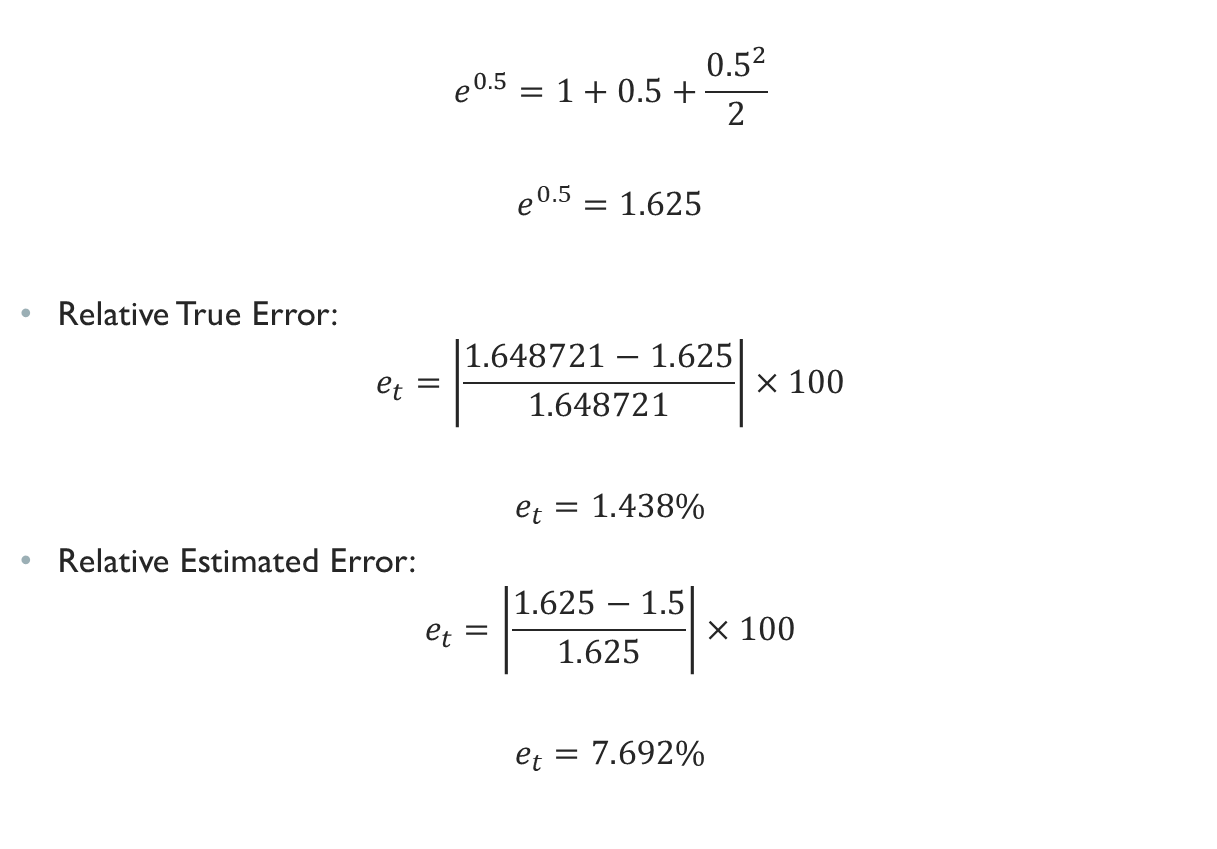 e^0.5 = 1 + 0.5 + 0.5^2/2
e^0.5 = 1.625
• Relative True Error:
e_t = |(1.648721 − 1.625)/1.648721| × 100
e_t = 1.438%
• Relative Estimated Error:
e_t = |(1.625 − 1.5)/1.625| × 100
e_t = 7.692%